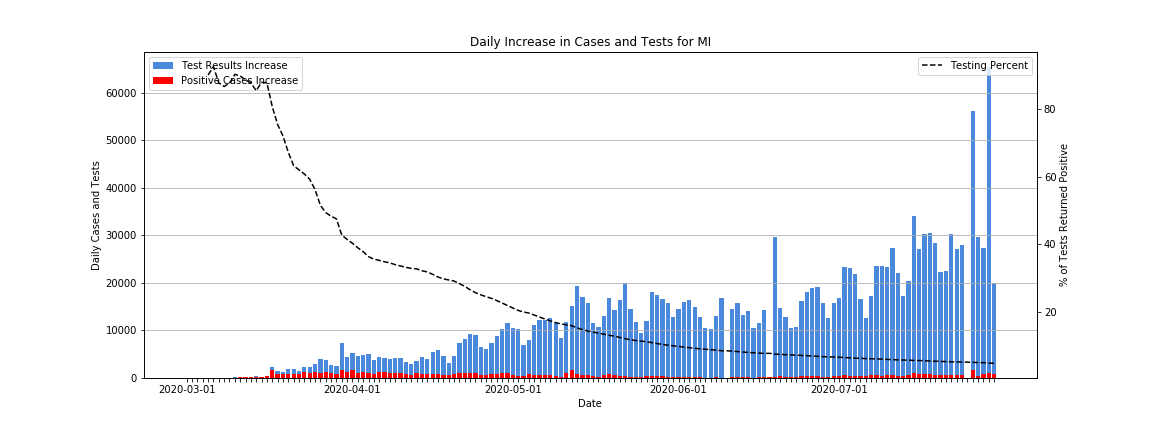 Daily Increase in Cases and Tests for MI
Test Results Increase
Positive Cases Increase
Testing Percent
60000
50000
40000
30000
20000
10000
0
Daily Cases and Tests
80
60
40
20
% of Tests Returned Positive
2020-03-01
2020-04-01
2020-05-01
2020-06-01
2020-07-01
Date